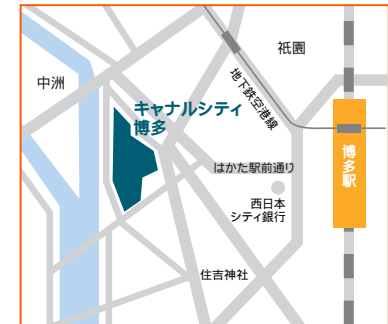 祇園
中洲
地下鉄空港線
キャナルシティ
博多
博多駅
はかた駅前通り
西日本
シティ銀行
住吉神社